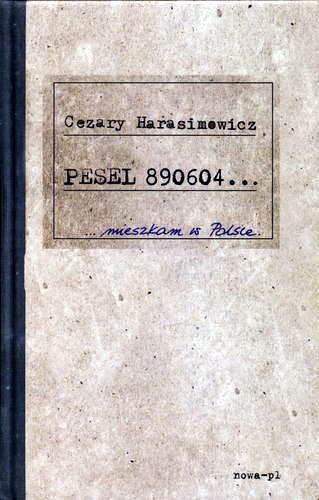 Cezary Harasimowicz
PESEL 890604...
... mieszkam w Polsce.
nowa-pl